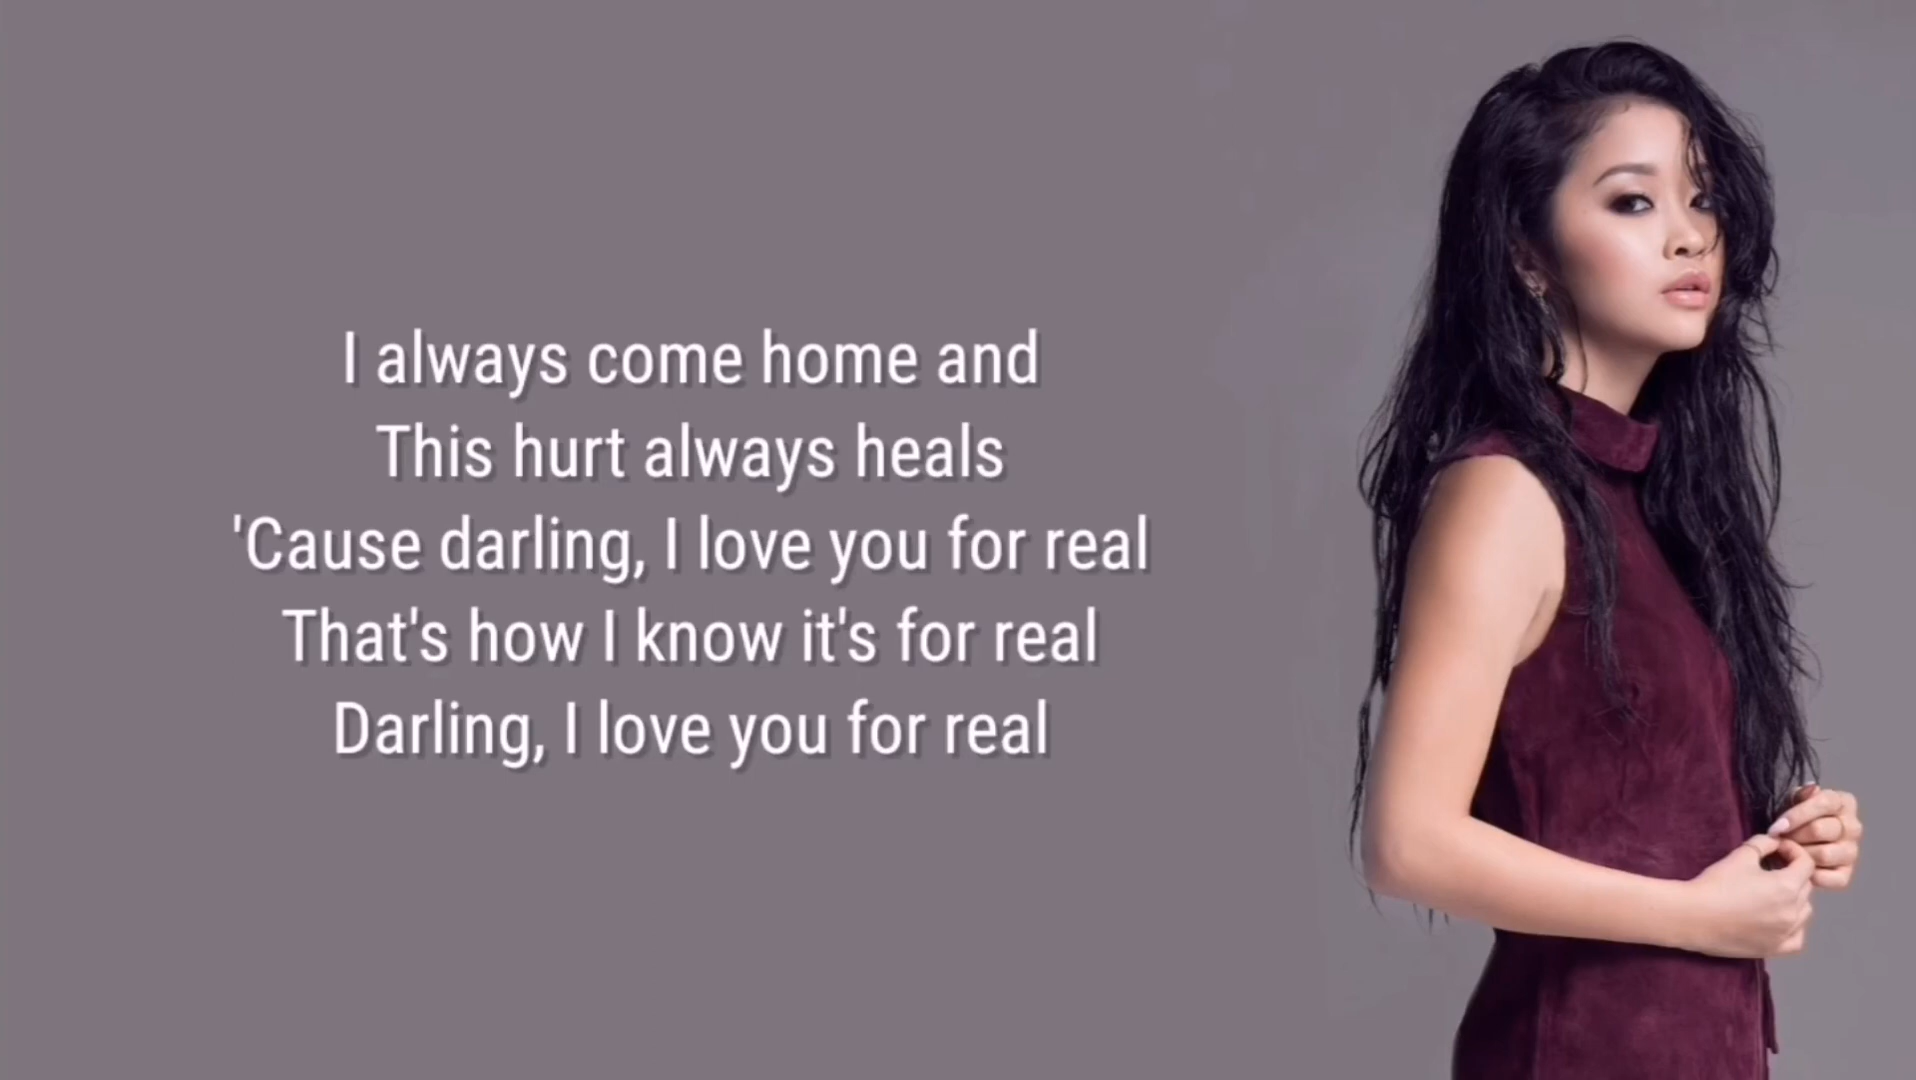 I always come home and
This hurt always heals
'Cause darling, I love you for real
That's how I know it's for real
Darling, I love you for real